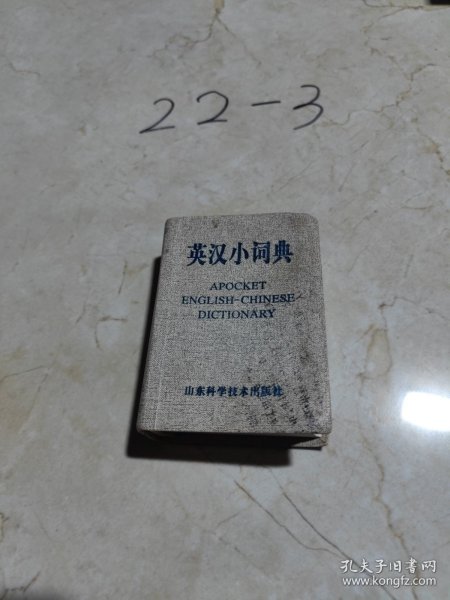 22-3
英汉小词典
APOCKET
ENGLISH-CHINESE
DICTIONARY
山东科学技术出版社
孔夫子旧书网
www.kongfz.com